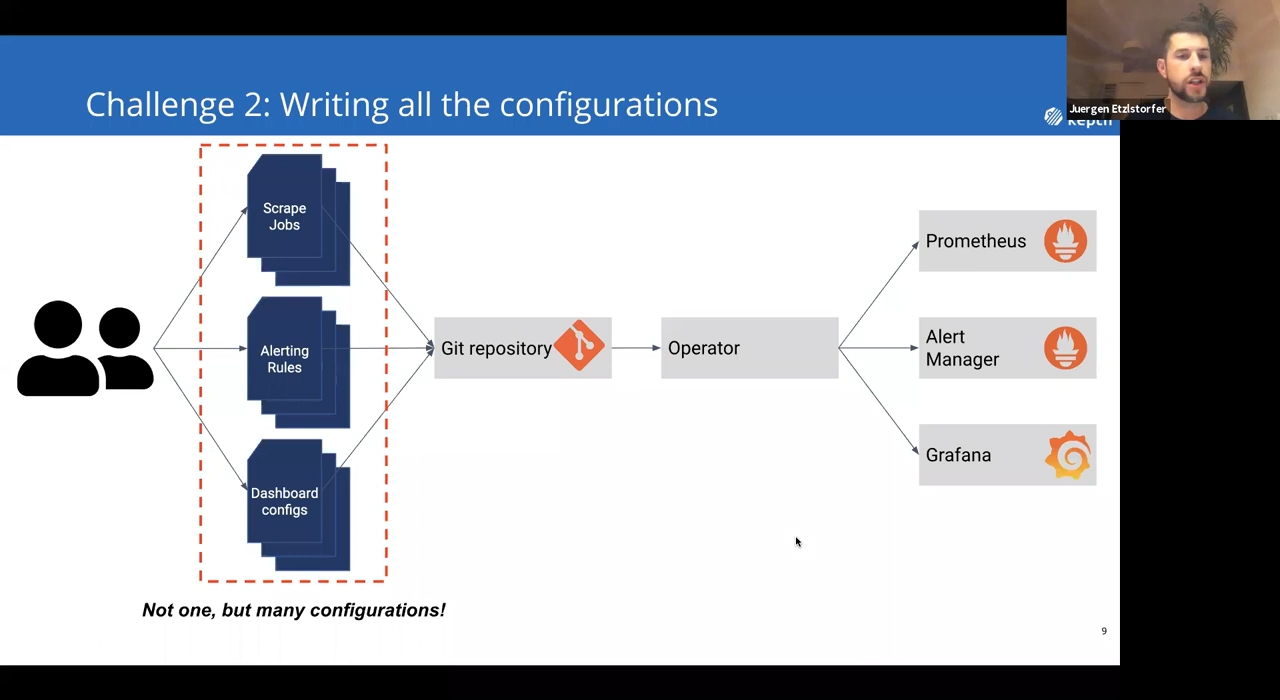 Challenge 2: Writing all the configurations
Juergen Etzlstorfer
keptn
Scrape
Jobs
Alerting
Rules
Dashboard
configs
Git repository
Operator
Prometheus
Alert
Manager
Grafana
Not one, but many configurations!
9